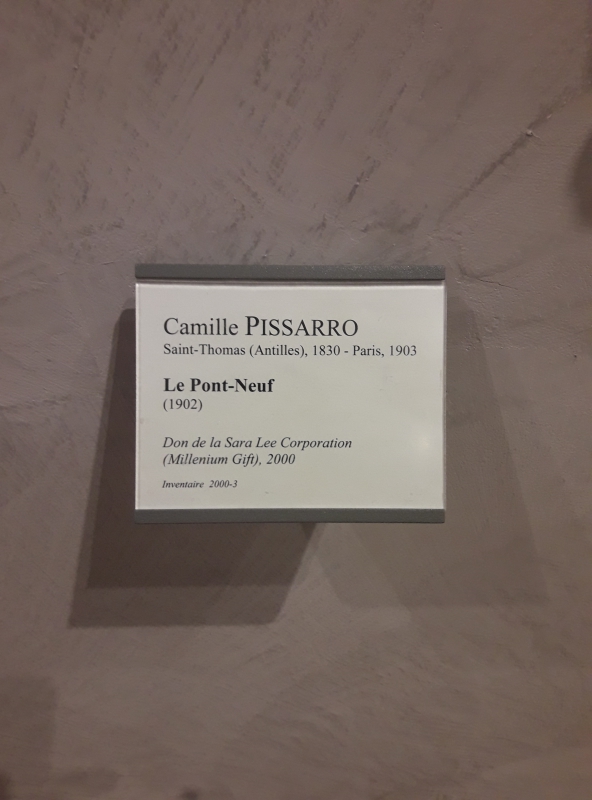 Camille PISSARRO
Saint-Thomas (Antilles), 1830 - Paris, 1903
Le Pont-Neuf
(1902)
Don de la Sara Lee Corporation
(Millenium Gift), 2000
Inventaire 2000-3